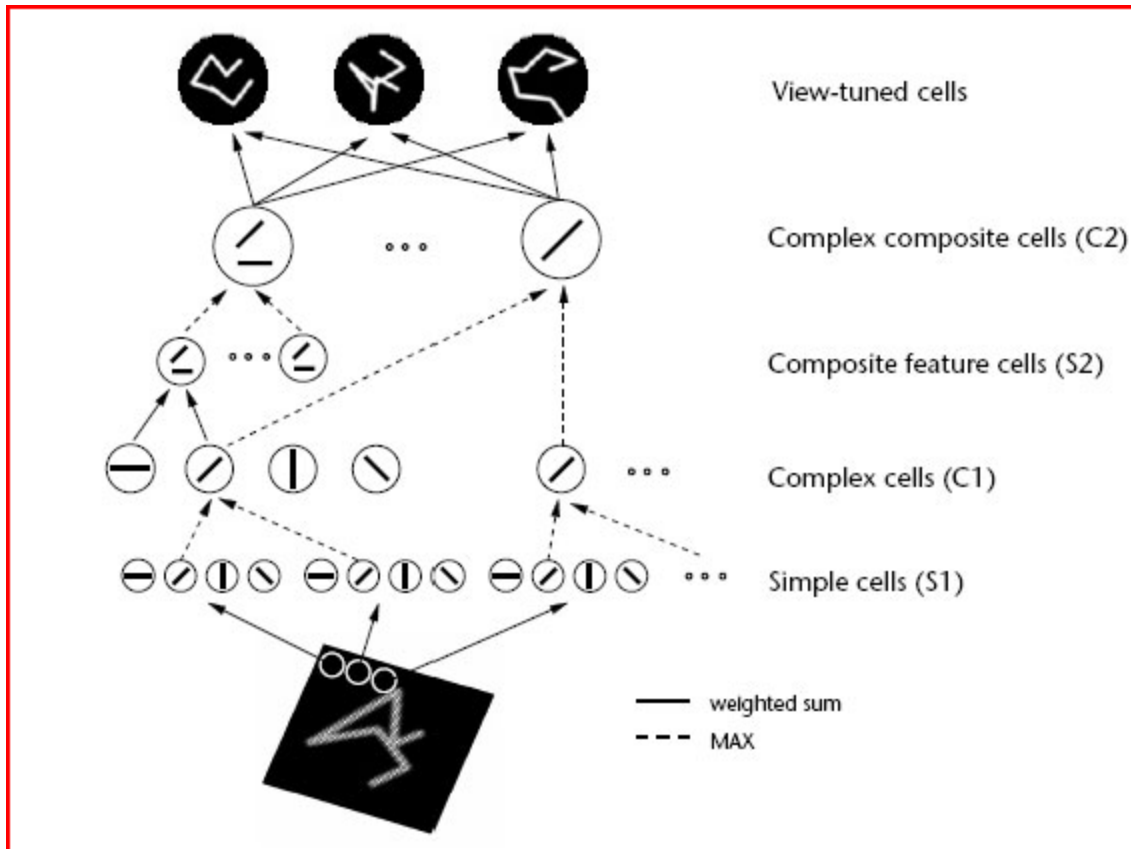 View-tuned cells
Complex composite cells (C2)
Composite feature cells (S2)
Complex cells (C1)
Simple cells (S1)
weighted sum
MAX